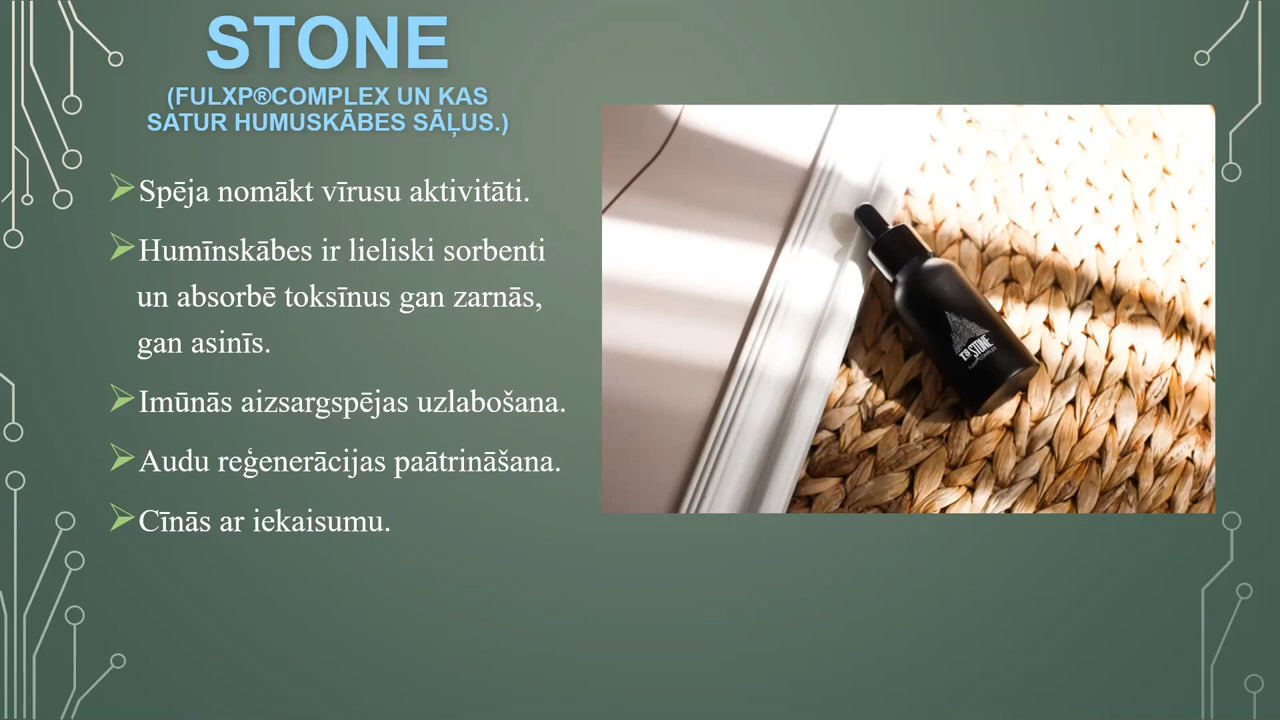 STONE
(FULXP®COMPLEX UN KAS
SATUR HUMUSKĀBES SĀĻUS.)
Spēja nomākt vīrusu aktivitāti.
Humīnskābes ir lieliski sorbenti
un absorbē toksīnus gan zarnās,
gan asinīs.
Imūnās aizsargspējas uzlabošana.
Audu reģenerācijas paātrināšana.
Cīnās ar iekaisumu.
STONE